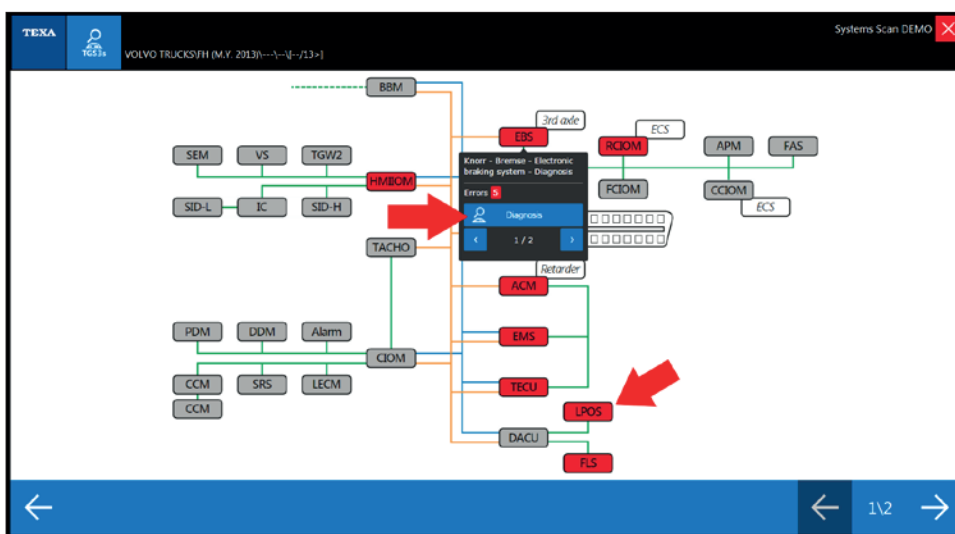 TEXA
TGS3s
Systems Scan DEMO
VOLVO TRUCKS\FH (M.Y. 2013)\---\--\[--/13>]
BBM
3rd axle
EBS
ECS
RCIOM
APM
FAS
SEM
VS
TGW2
Knorr - Bremse - Electronic
braking system - Diagnosis
HMIIOM
Errors 5
FCIOM
CCIOM
SID-L
IC
SID-H
Diagnosis
ECS
1 / 2
TACHO
Retarder
ACM
PDM
DDM
Alarm
EMS
CIOM
CCM
SRS
LECM
TECU
CCM
LPOS
DACU
FLS
1\2